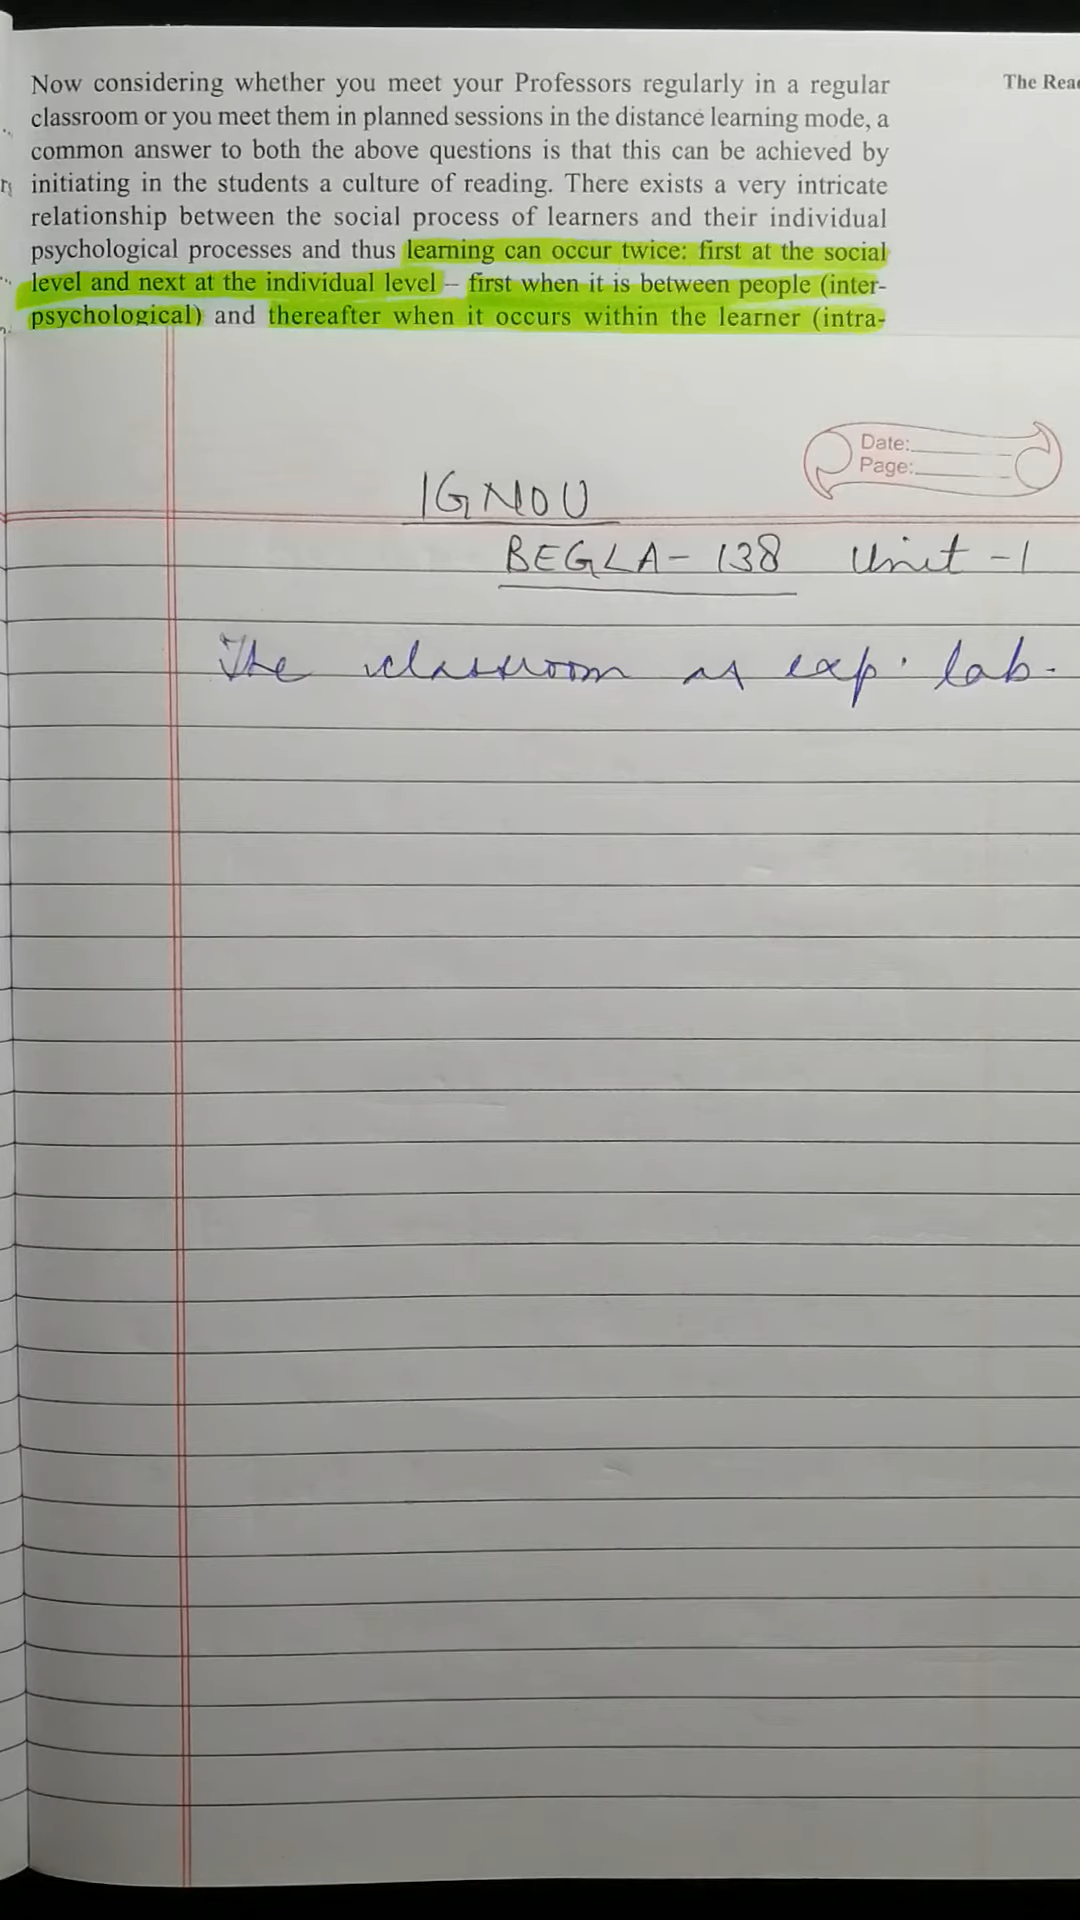 Now considering whether you meet your Professors regularly in a regular
The Rea
classroom or you meet them in planned sessions in the distance learning mode, a
common answer to both the above questions is that this can be achieved by
initiating in the students a culture of reading. There exists a very intricate
relationship between the social process of learners and their individual
psychological processes and thus learning can occur twice: first at the social
level and next at the individual level – first when it is between people (inter-
psychological) and thereafter when it occurs within the learner (intra-
Date:
Page:
IGNOU
BEGLA-138 Unit-1
The classroom as exp. lab.